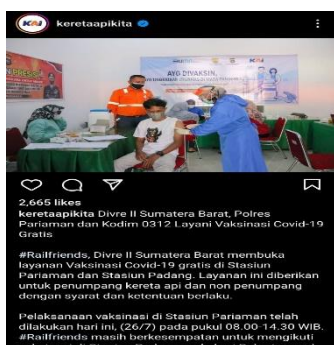 KAI keretaapikita
AYO DIVAKSIN,
2,665 likes
keretaapikita Divre II Sumatera Barat, Polres
Pariaman dan Kodim 0312 Layani Vaksinasi Covid-19
Gratis
#Railfriends, Divre II Sumatera Barat membuka
layanan Vaksinasi Covid-19 gratis di Stasiun
Pariaman dan Stasiun Padang. Layanan ini diberikan
untuk penumpang kereta api dan non penumpang
dengan syarat dan ketentuan berlaku.
Pelaksanaan vaksinasi di Stasiun Pariaman telah
dilakukan hari ini, (26/7) pada pukul 08.00-14.30 WIB.
#Railfriends masih berkesempatan untuk mengikuti